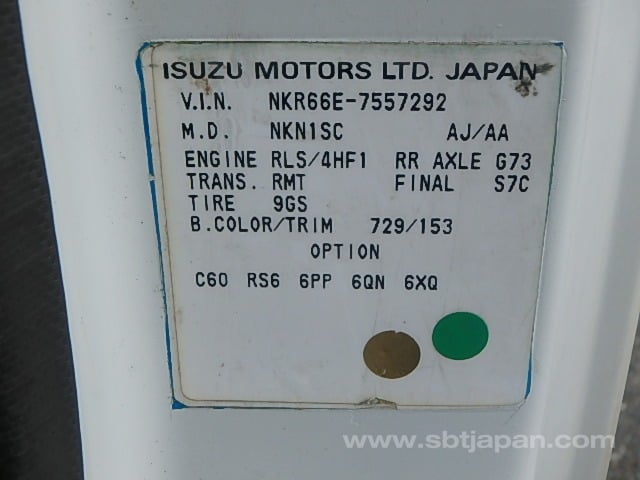 ISUZU MOTORS LTD. JAPAN
V.I.N. NKR66E-7557292
M.D. NKN1SC AJ/AA
ENGINE RLS/4HF1 RR AXLE G73
TRANS. RMT FINAL S7C
TIRE 9GS
B.COLOR/TRIM 729/153
OPTION
C60 RS6 6PP 6QN 6XQ
www.sbtjapan.com